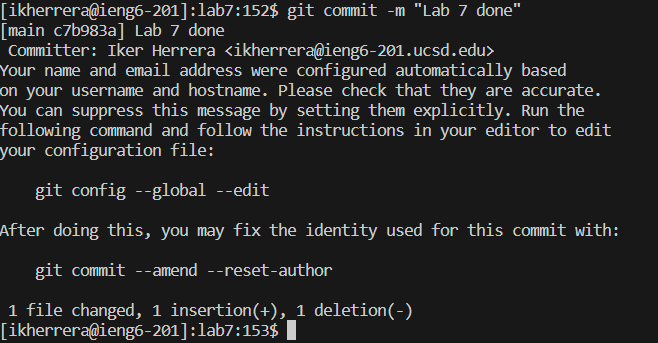 [ikherrera@ieng6-201]:lab7:152$ git commit -m "Lab 7 done"
[main c7b983a] Lab 7 done
 Committer: Iker Herrera <ikherrera@ieng6-201.ucsd.edu>
Your name and email address were configured automatically based
on your username and hostname. Please check that they are accurate.
You can suppress this message by setting them explicitly. Run the
following command and follow the instructions in your editor to edit
your configuration file:

    git config --global --edit

After doing this, you may fix the identity used for this commit with:

    git commit --amend --reset-author

 1 file changed, 1 insertion(+), 1 deletion(-)
[ikherrera@ieng6-201]:lab7:153$